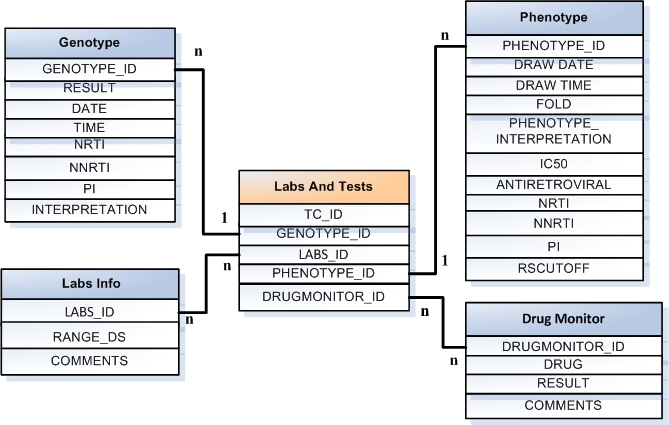 Genotype
GENOTYPE_ID
RESULT
DATE
TIME
NRTI
NNRTI
PI
INTERPRETATION
n
1
Labs And Tests
TC_ID
GENOTYPE_ID
LABS_ID
PHENOTYPE_ID
DRUGMONITOR_ID
n
1
n
Phenotype
PHENOTYPE_ID
DRAW DATE
DRAW TIME
FOLD
PHENOTYPE_
INTERPRETATION
IC50
ANTIRETROVIRAL
NRTI
NNRTI
PI
RSCUTOFF
n
Labs Info
LABS_ID
RANGE_DS
COMMENTS
n
Drug Monitor
DRUGMONITOR_ID
DRUG
RESULT
COMMENTS
n